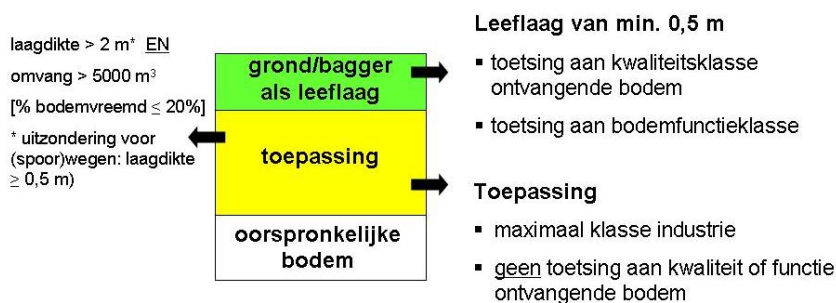 laagdikte > 2 m* EN
omvang > 5000 m³
[% bodemvreemd ≤ 20%]
* uitzondering voor
(spoor)wegen: laagdikte
≥ 0,5 m)
grond/bagger
als leeflaag
toepassing
oorspronkelijke
bodem
Leeflaag van min. 0,5 m
▪ toetsing aan kwaliteitsklasse
ontvangende bodem
▪ toetsing aan bodemfunctieklasse
Toepassing
▪ maximaal klasse industrie
▪ geen toetsing aan kwaliteit of functie
ontvangende bodem